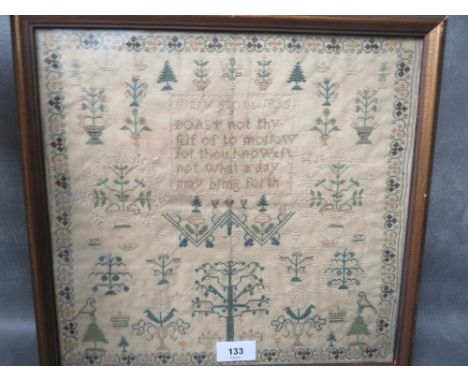 BOAST not thy
self of to morrow
for thou knowest
not what a day
may bring forth
133